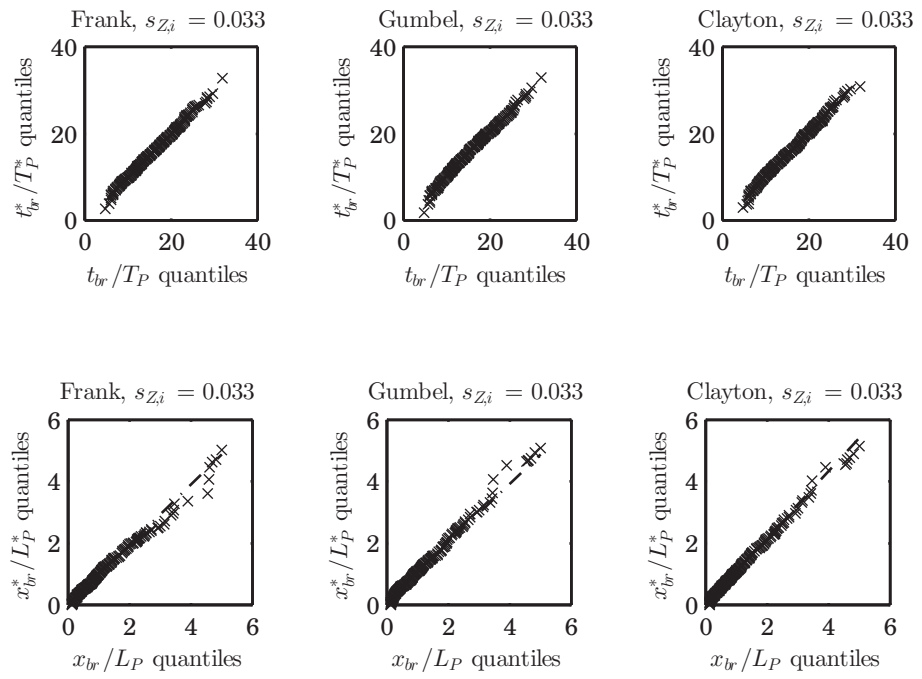 Frank, s_{Z,i} = 0.033
Gumbel, s_{Z,i} = 0.033
Clayton, s_{Z,i} = 0.033
t*_{br}/T*_P quantiles
40
20
0
0 20 40
t_{br}/T_P quantiles
t*_{br}/T*_P quantiles
40
20
0
0 20 40
t_{br}/T_P quantiles
t*_{br}/T*_P quantiles
40
20
0
0 20 40
t_{br}/T_P quantiles
Frank, s_{Z,i} = 0.033
Gumbel, s_{Z,i} = 0.033
Clayton, s_{Z,i} = 0.033
x*_{br}/L*_P quantiles
6
4
2
0
0 2 4 6
x_{br}/L_P quantiles
x*_{br}/L*_P quantiles
6
4
2
0
0 2 4 6
x_{br}/L_P quantiles
x*_{br}/L*_P quantiles
6
4
2
0
0 2 4 6
x_{br}/L_P quantiles